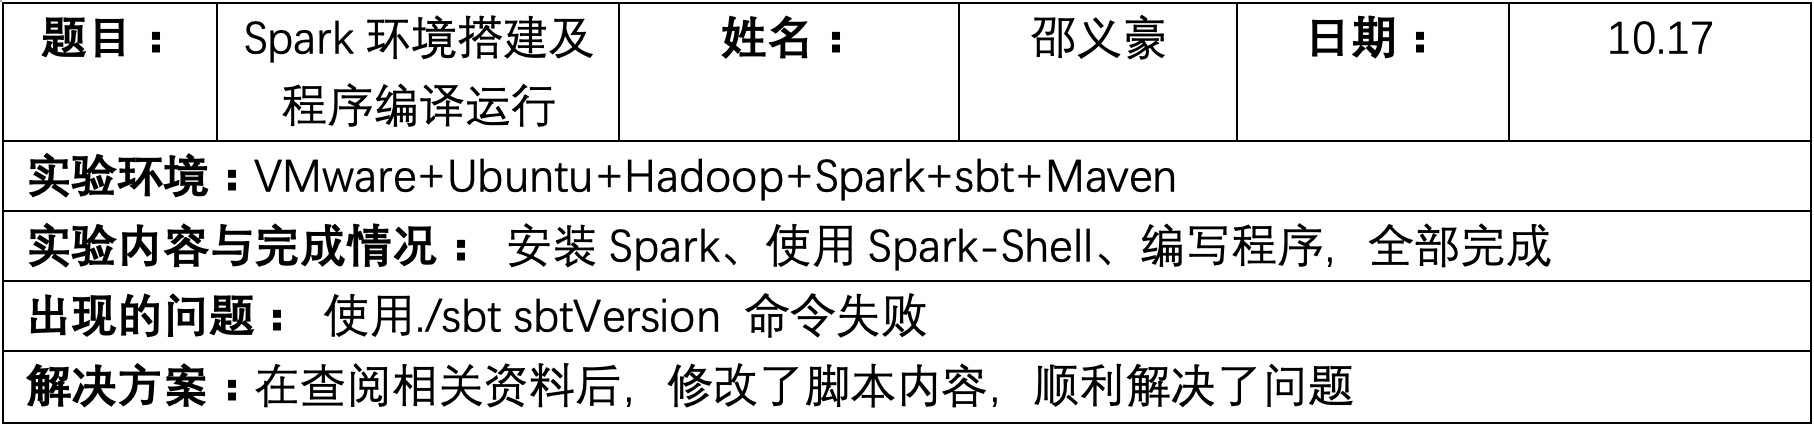 题目： Spark 环境搭建及 姓名： 邵义豪 日期： 10.17
程序编译运行
实验环境：VMware+Ubuntu+Hadoop+Spark+sbt+Maven
实验内容与完成情况： 安装 Spark、使用 Spark-Shell、编写程序，全部完成
出现的问题： 使用./sbt sbtVersion 命令失败
解决方案：在查阅相关资料后，修改了脚本内容，顺利解决了问题